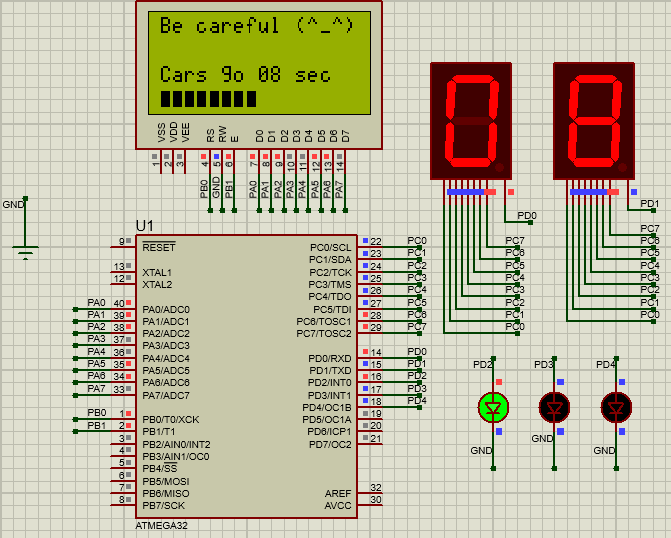 Be careful (^_^)
Cars go 08 sec
VSS VDD VEE RS RW E D0 D1 D2 D3 D4 D5 D6 D7
1 2 3 4 5 6 7 8 9 10 11 12 13 14
PB0 GND PB1 PA0 PA1 PA2 PA3 PA4 PA5 PA6 PA7
08
PD0
PC7
PC6
PC5
PC4
PC3
PC2
PC1
PC0
PD1
PC7
PC6
PC5
PC4
PC3
PC2
PC1
PC0
GND
U1
9 RESET
13 XTAL1
12 XTAL2
PA0 40 PA0/ADC0
PA1 39 PA1/ADC1
PA2 38 PA2/ADC2
PA3 37 PA3/ADC3
PA4 36 PA4/ADC4
PA5 35 PA5/ADC5
PA6 34 PA6/ADC6
PA7 33 PA7/ADC7
PB0 1 PB0/T0/XCK
PB1 2 PB1/T1
3 PB2/AIN0/INT2
4 PB3/AIN1/OC0
5 PB4/SS
6 PB5/MOSI
7 PB6/MISO
8 PB7/SCK
PC0/SCL 22 PC0
PC1/SDA 23 PC1
PC2/TCK 24 PC2
PC3/TMS 25 PC3
PC4/TDO 26 PC4
PC5/TDI 27 PC5
PC6/TOSC1 28 PC6
PC7/TOSC2 29 PC7
PD0/RXD 14 PD0
PD1/TXD 15 PD1
PD2/INT0 16 PD2
PD3/INT1 17 PD3
PD4/OC1B 18 PD4
PD5/OC1A 19
PD6/ICP1 20
PD7/OC2 21
AREF 32
AVCC 30
ATMEGA32
PD2 PD3 PD4
GND GND GND